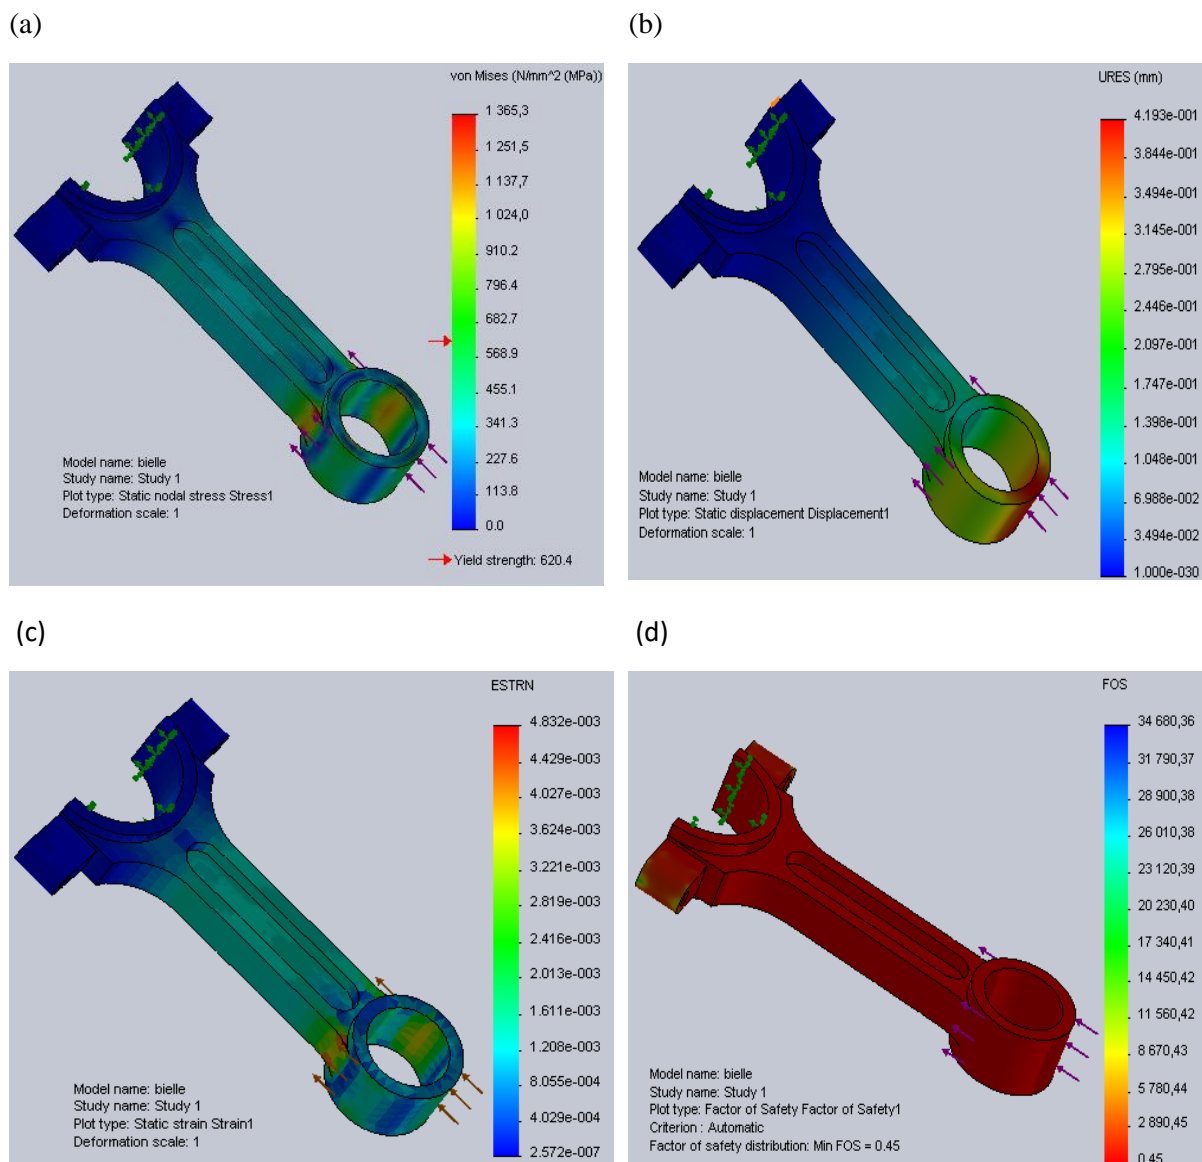 (a)
von Mises (N/mm^2 (MPa))
1 365,3
1 251,5
1 137,7
1 024,0
910.2
796.4
682.7
568.9
455.1
341.3
227.6
113.8
0.0
Yield strength: 620.4
Model name: bielle
Study name: Study 1
Plot type: Static nodal stress Stress1
Deformation scale: 1
(b)
URES (mm)
4.193e-001
3.844e-001
3.494e-001
3.145e-001
2.795e-001
2.446e-001
2.097e-001
1.747e-001
1.398e-001
1.048e-001
6.988e-002
3.494e-002
1.000e-030
Model name: bielle
Study name: Study 1
Plot type: Static displacement Displacement1
Deformation scale: 1
(c)
ESTRN
4.832e-003
4.429e-003
4.027e-003
3.624e-003
3.221e-003
2.819e-003
2.416e-003
2.013e-003
1.611e-003
1.208e-003
8.055e-004
4.029e-004
2.572e-007
Model name: bielle
Study name: Study 1
Plot type: Static strain Strain1
Deformation scale: 1
(d)
FOS
34 680,36
31 790,37
28 900,38
26 010,38
23 120,39
20 230,40
17 340,41
14 450,42
11 560,42
8 670,43
5 780,44
2 890,45
0.45
Model name: bielle
Study name: Study 1
Plot type: Factor of Safety Factor of Safety1
Criterion : Automatic
Factor of safety distribution: Min FOS = 0.45